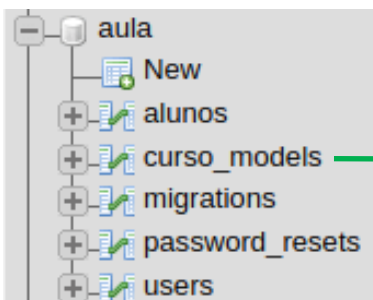 aula
New
alunos
curso_models
migrations
password_resets
users